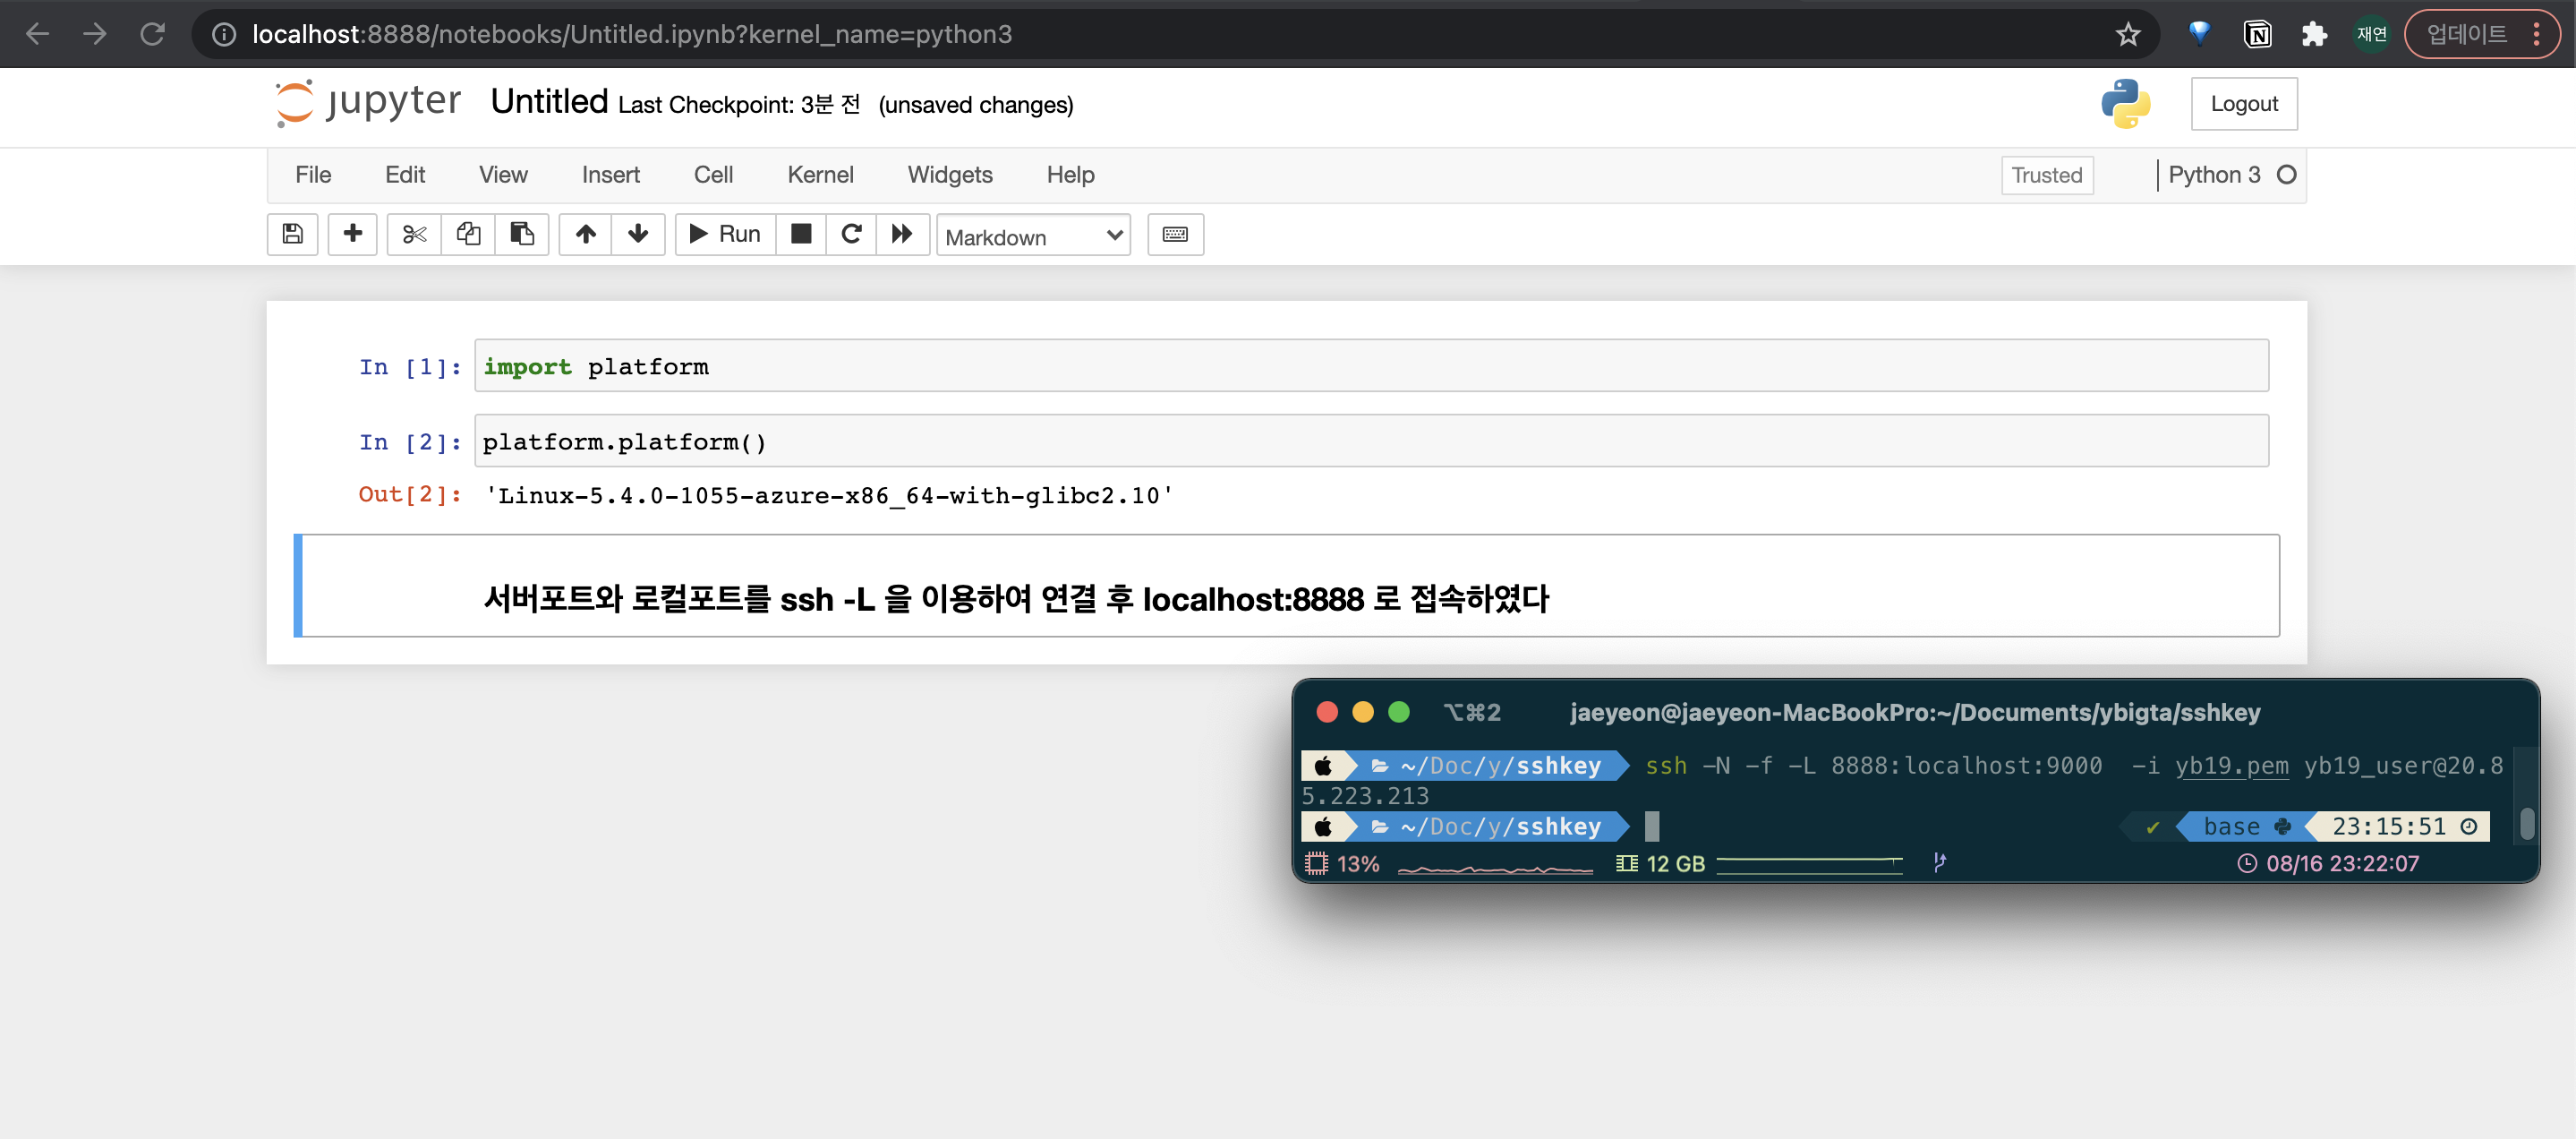 localhost:8888/notebooks/Untitled.ipynb?kernel_name=python3
재연
업데이트
jupyter Untitled Last Checkpoint: 3분 전 (unsaved changes)
Logout
File Edit View Insert Cell Kernel Widgets Help
Trusted
Python 3
Run
Markdown
In [1]: import platform
In [2]: platform.platform()
Out[2]: 'Linux-5.4.0-1055-azure-x86_64-with-glibc2.10'
서버포트와 로컬포트를 ssh -L 을 이용하여 연결 후 localhost:8888 로 접속하였다
⌥⌘2 jaeyeon@jaeyeon-MacBookPro:~/Documents/ybigta/sshkey
~/Doc/y/sshkey ssh -N -f -L 8888:localhost:9000 -i yb19.pem yb19_user@20.8
5.223.213
~/Doc/y/sshkey ✔ base 23:15:51
13% 12 GB 08/16 23:22:07